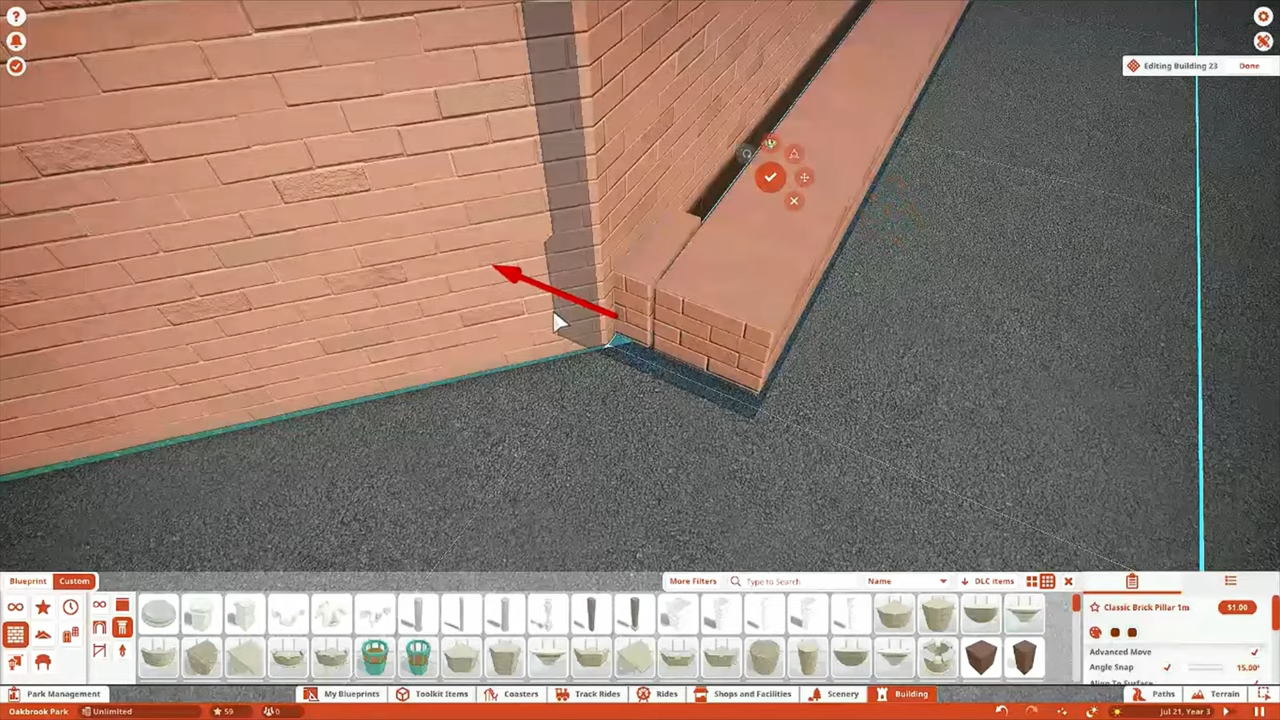 ?
Editing Building 23 Done
Blueprint Custom
More Filters Type to Search Name DLC Items
Classic Brick Pillar 1m $1.00
Advanced Move
Angle Snap 15.00°
Park Management My Blueprints Toolkit Items Coasters Track Rides Rides Shops and Facilities Scenery Building Paths Terrain
Oakbrook Park Unlimited 59 0 Jul 21, Year 3